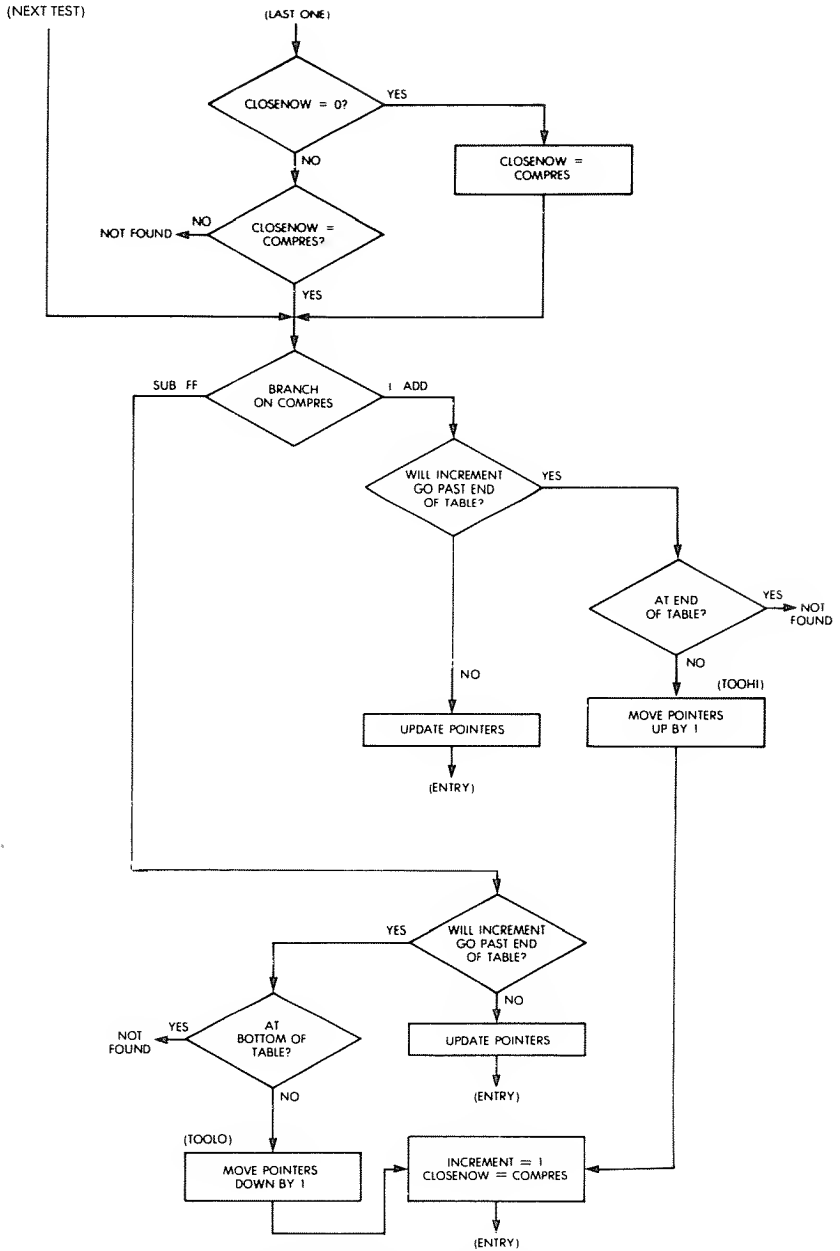 (NEXT TEST)
(LAST ONE)
CLOSENOW = 0?
YES
NO
CLOSENOW =
COMPRES
CLOSENOW =
COMPRES?
NO
NOT FOUND
YES
BRANCH
ON COMPRES
SUB FF
1 ADD
WILL INCREMENT
GO PAST END
OF TABLE?
YES
AT END
OF TABLE?
YES
NOT
FOUND
NO
NO
(TOOHI)
UPDATE POINTERS
MOVE POINTERS
UP BY 1
(ENTRY)
WILL INCREMENT
GO PAST END
OF TABLE?
YES
NO
AT
BOTTOM OF
TABLE?
YES
NOT
FOUND
UPDATE POINTERS
NO
(ENTRY)
(TOOLO)
MOVE POINTERS
DOWN BY 1
INCREMENT = 1
CLOSENOW = COMPRES
(ENTRY)